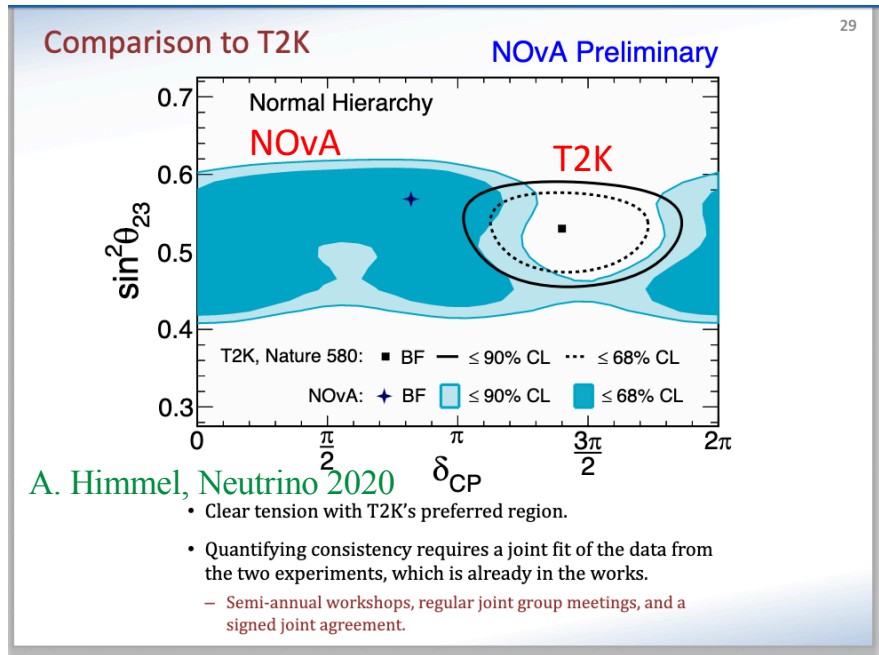 29
Comparison to T2K
NOvA Preliminary
Normal Hierarchy
NOvA
T2K
sin²θ₂₃
0.7
0.6
0.5
0.4
0.3
T2K, Nature 580: ■ BF — ≤ 90% CL ··· ≤ 68% CL
NOvA: ✦ BF ≤ 90% CL ≤ 68% CL
0 π/2 π 3π/2 2π
δCP
A. Himmel, Neutrino 2020
• Clear tension with T2K’s preferred region.
• Quantifying consistency requires a joint fit of the data from
the two experiments, which is already in the works.
– Semi-annual workshops, regular joint group meetings, and a
signed joint agreement.